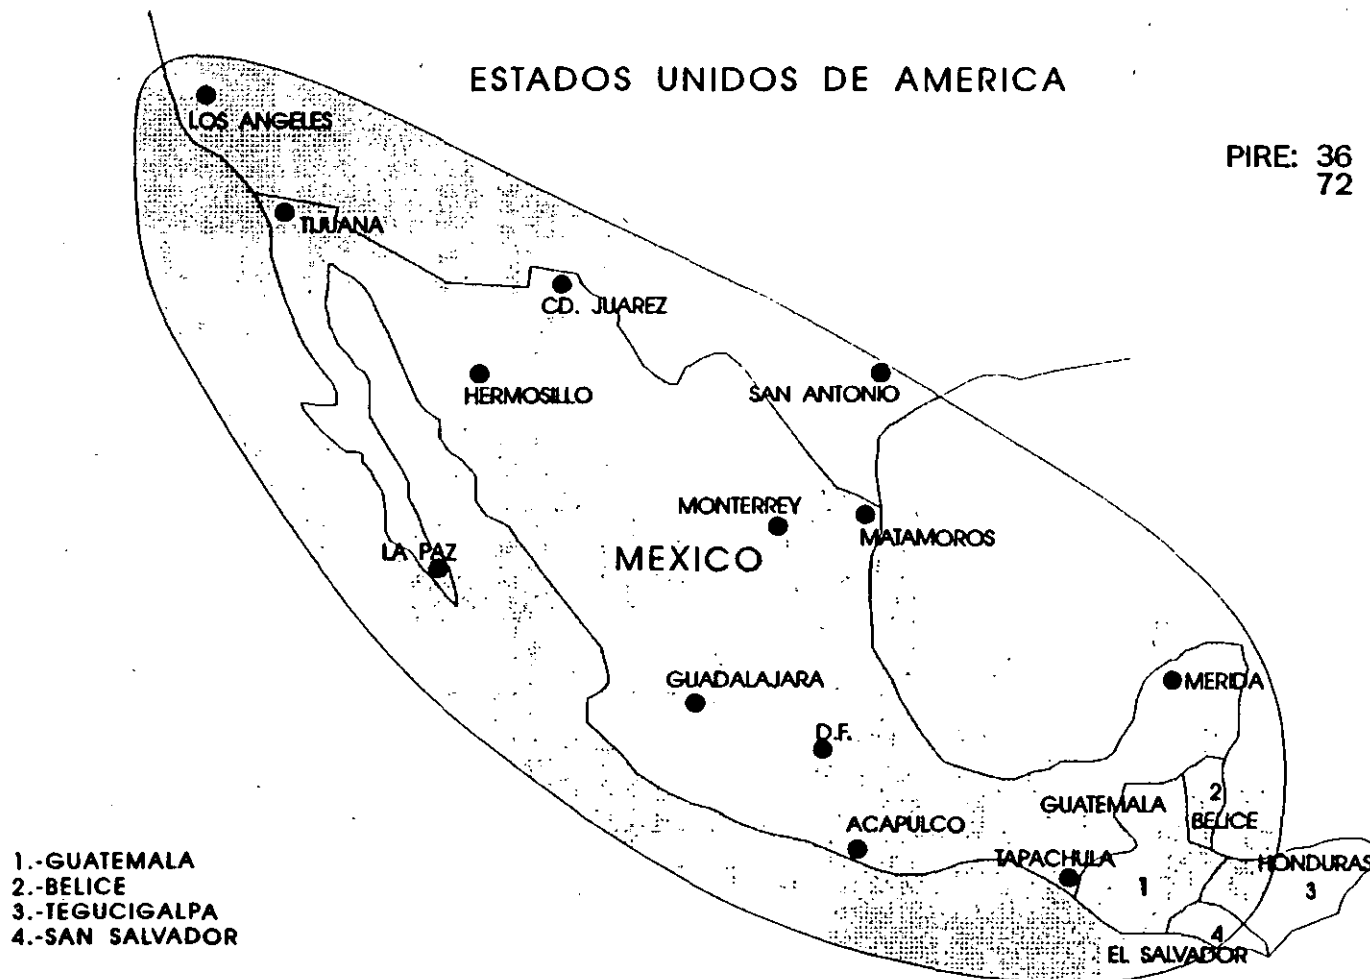 ESTADOS UNIDOS DE AMERICA
LOS ANGELES
PIRE: 36
72
TIJUANA
CD. JUAREZ
HERMOSILLO
SAN ANTONIO
MONTERREY
MATAMOROS
LA PAZ
MEXICO
GUADALAJARA
MERIDA
D.F.
GUATEMALA
2
BELICE
ACAPULCO
TAPACHULA
HONDURAS
1
3
4
EL SALVADOR
1.-GUATEMALA
2.-BELICE
3.-TEGUCIGALPA
4.-SAN SALVADOR